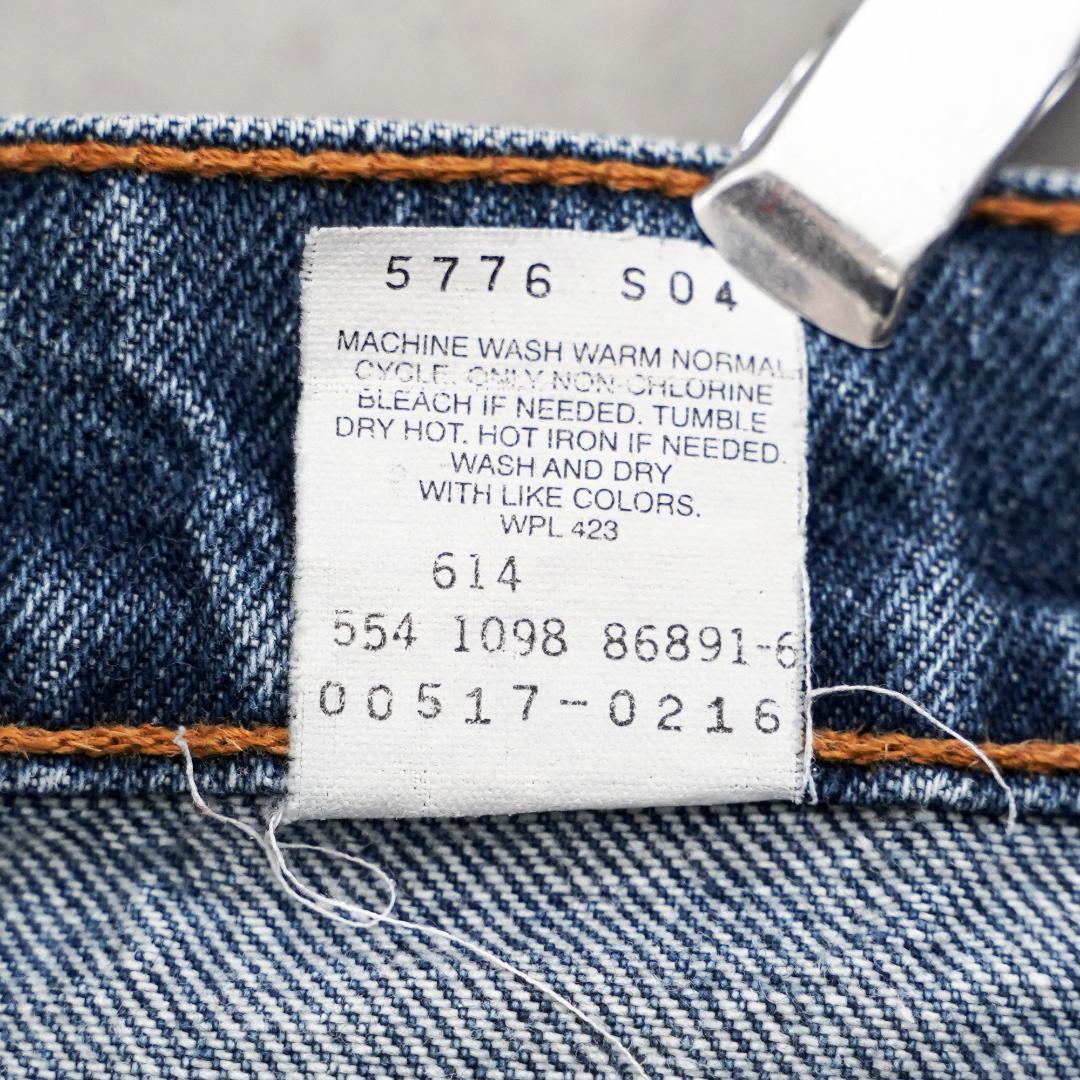 5776 S04
MACHINE WASH WARM NORMAL
CYCLE. ONLY NON-CHLORINE
BLEACH IF NEEDED. TUMBLE
DRY HOT. HOT IRON IF NEEDED.
WASH AND DRY
WITH LIKE COLORS.
WPL 423
614
554 1098 86891-6
00517-0216